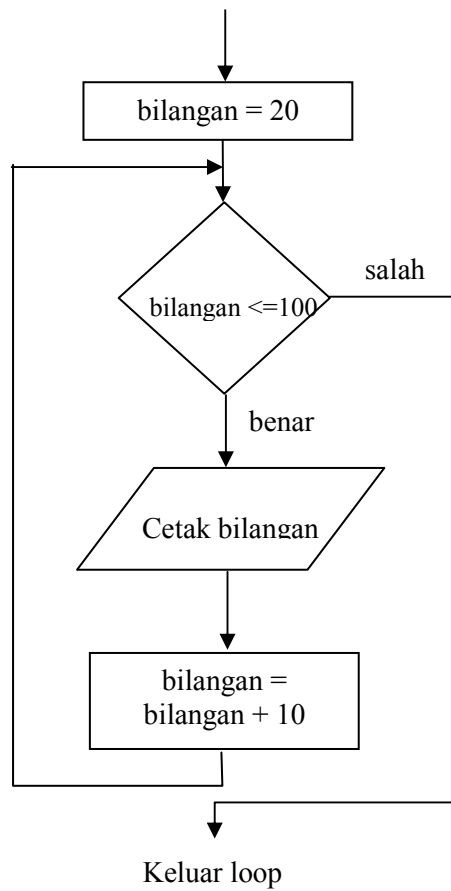 bilangan = 20
bilangan <=100
salah
benar
Cetak bilangan
bilangan =
bilangan + 10
Keluar loop